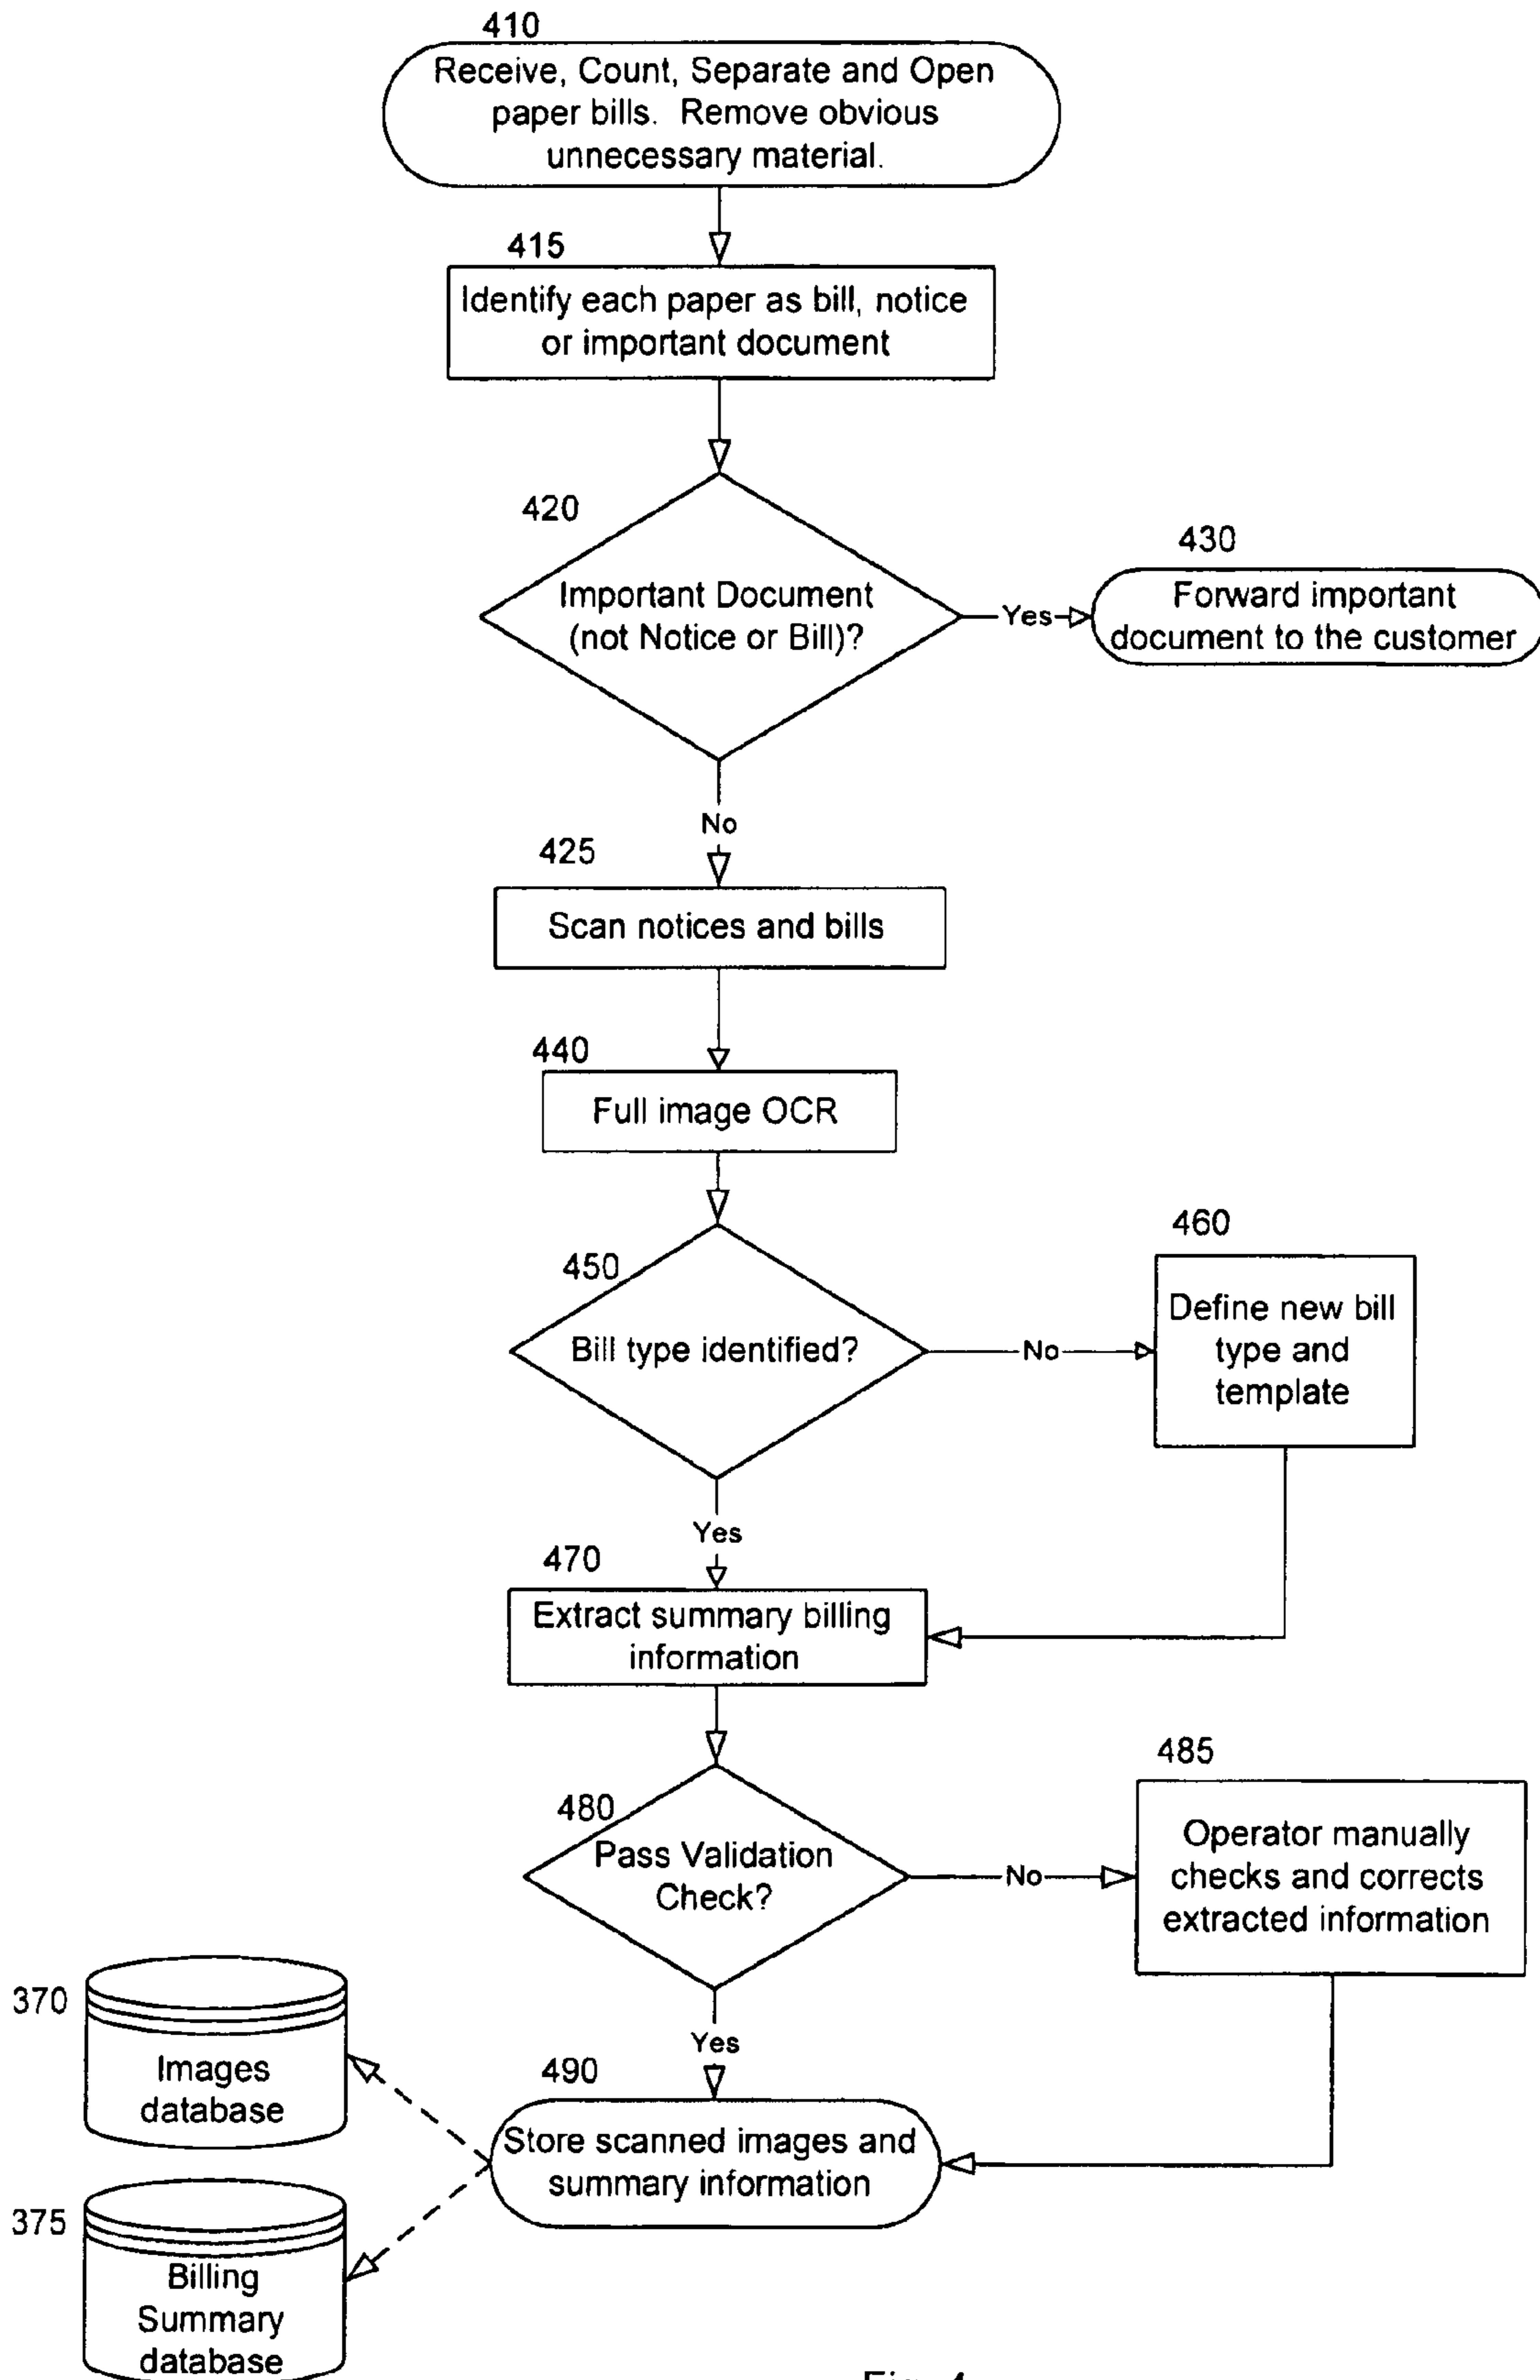 410
Receive, Count, Separate and Open
paper bills. Remove obvious
unnecessary material.
415
Identify each paper as bill, notice
or important document
420
Important Document
(not Notice or Bill)?
Yes
430
Forward important
document to the customer
No
425
Scan notices and bills
440
Full image OCR
450
Bill type identified?
No
460
Define new bill
type and
template
Yes
470
Extract summary billing
information
480
Pass Validation
Check?
No
485
Operator manually
checks and corrects
extracted information
Yes
490
Store scanned images and
summary information
370
Images
database
375
Billing
Summary
database